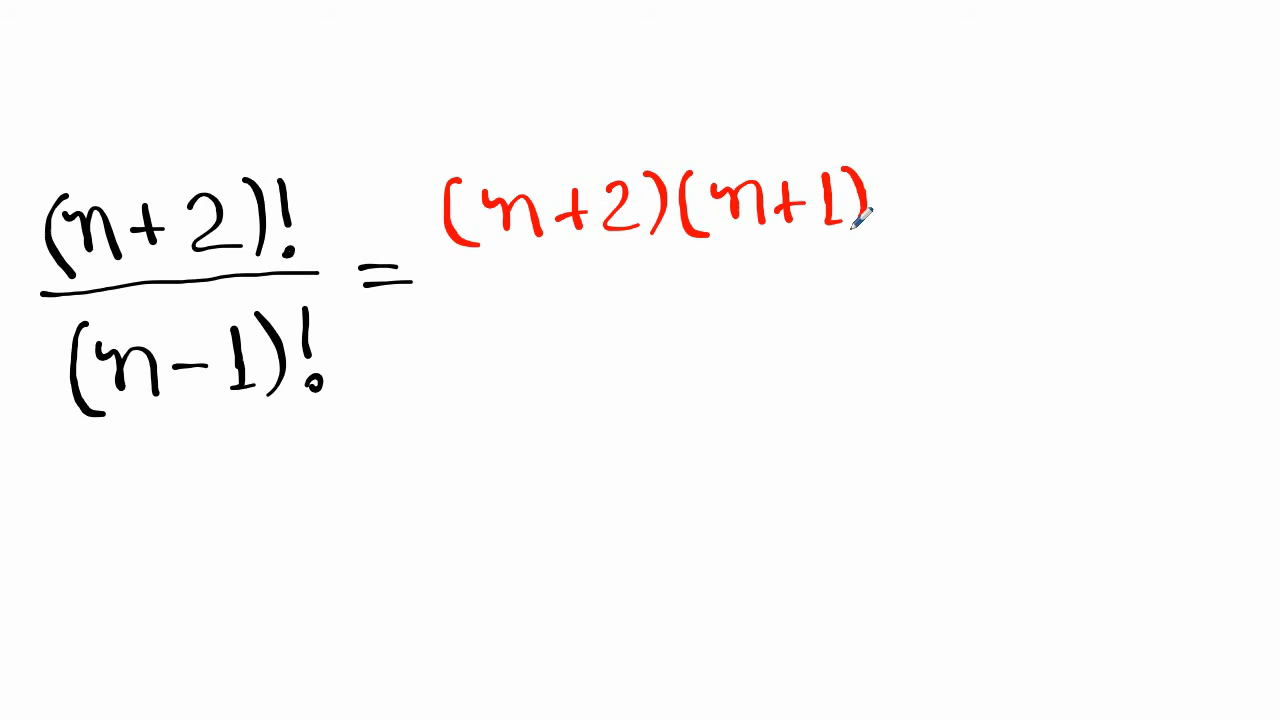 (n+2)! / (n-1)! = (n+2)(n+1)